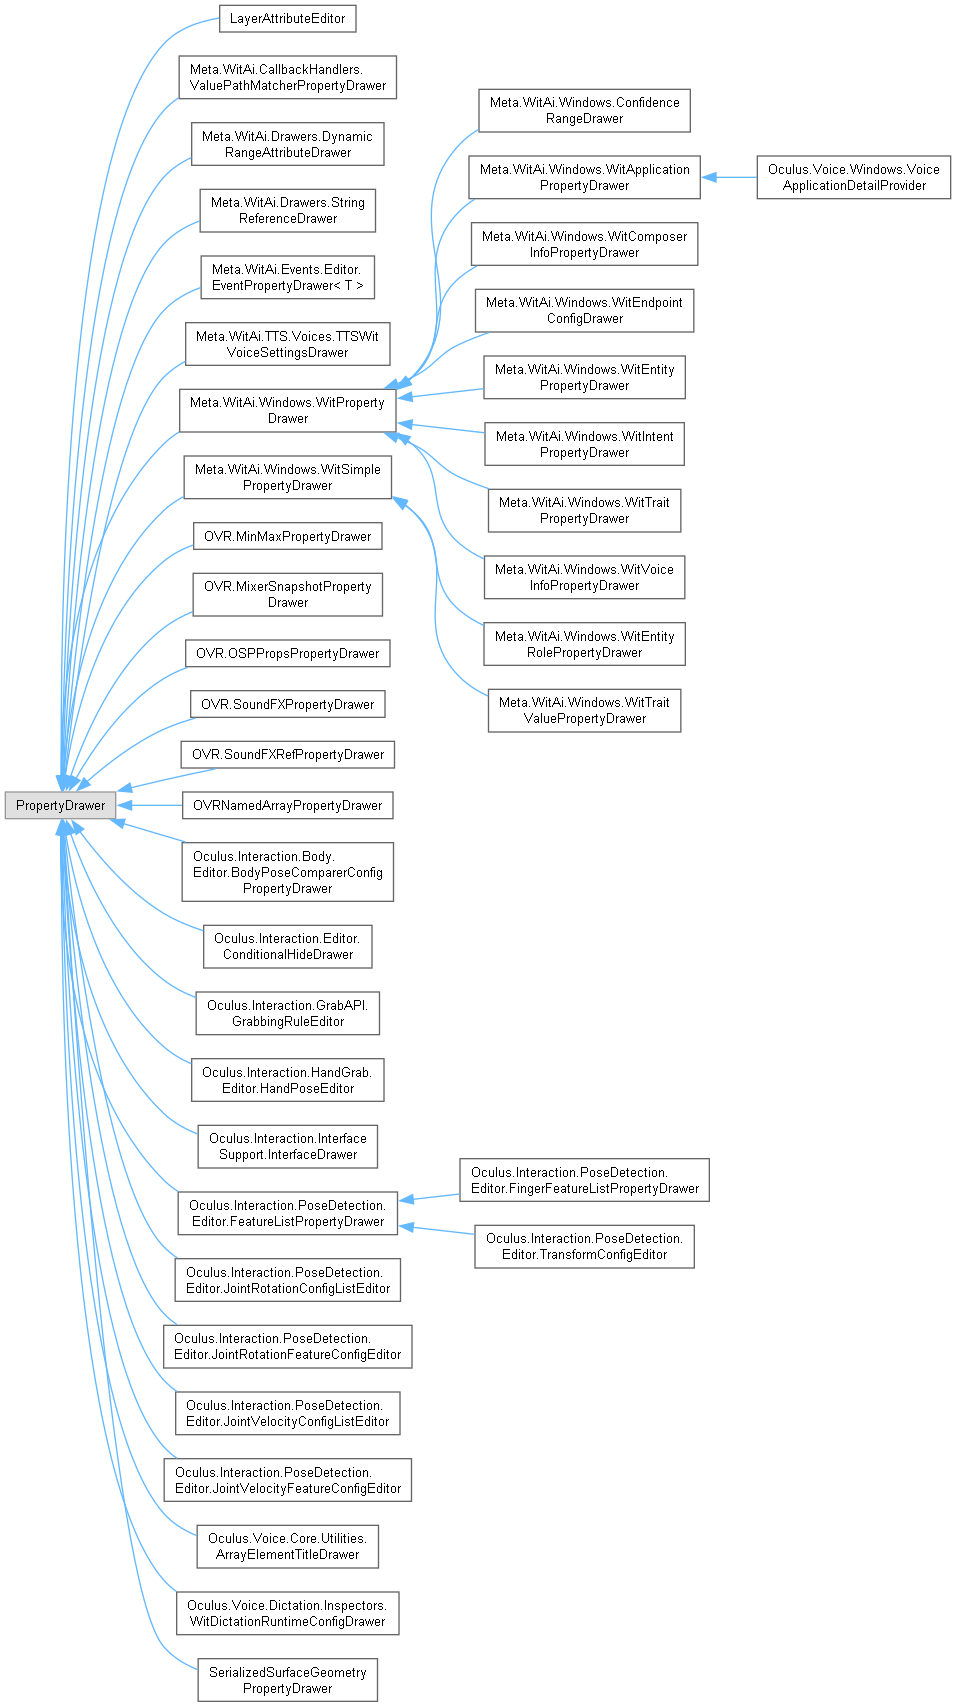 LayerAttributeEditor
Meta.WitAi.CallbackHandlers.
ValuePathMatcherPropertyDrawer
Meta.WitAi.Drawers.Dynamic
RangeAttributeDrawer
Meta.WitAi.Drawers.String
ReferenceDrawer
Meta.WitAi.Events.Editor.
EventPropertyDrawer< T >
Meta.WitAi.TTS.Voices.TTSWit
VoiceSettingsDrawer
Meta.WitAi.Windows.WitProperty
Drawer
Meta.WitAi.Windows.WitSimple
PropertyDrawer
OVR.MinMaxPropertyDrawer
OVR.MixerSnapshotProperty
Drawer
OVR.OSPPropsPropertyDrawer
OVR.SoundFXPropertyDrawer
OVR.SoundFXRefPropertyDrawer
PropertyDrawer
OVRNamedArrayPropertyDrawer
Oculus.Interaction.Body.
Editor.BodyPoseComparerConfig
PropertyDrawer
Oculus.Interaction.Editor.
ConditionalHideDrawer
Oculus.Interaction.GrabAPI.
GrabbingRuleEditor
Oculus.Interaction.HandGrab.
Editor.HandPoseEditor
Oculus.Interaction.Interface
Support.InterfaceDrawer
Oculus.Interaction.PoseDetection.
Editor.FeatureListPropertyDrawer
Oculus.Interaction.PoseDetection.
Editor.JointRotationConfigListEditor
Oculus.Interaction.PoseDetection.
Editor.JointRotationFeatureConfigEditor
Oculus.Interaction.PoseDetection.
Editor.JointVelocityConfigListEditor
Oculus.Interaction.PoseDetection.
Editor.JointVelocityFeatureConfigEditor
Oculus.Voice.Core.Utilities.
ArrayElementTitleDrawer
Oculus.Voice.Dictation.Inspectors.
WitDictationRuntimeConfigDrawer
SerializedSurfaceGeometry
PropertyDrawer
Meta.WitAi.Windows.Confidence
RangeDrawer
Meta.WitAi.Windows.WitApplication
PropertyDrawer
Meta.WitAi.Windows.WitComposer
InfoPropertyDrawer
Meta.WitAi.Windows.WitEndpoint
ConfigDrawer
Meta.WitAi.Windows.WitEntity
PropertyDrawer
Meta.WitAi.Windows.WitIntent
PropertyDrawer
Meta.WitAi.Windows.WitTrait
PropertyDrawer
Meta.WitAi.Windows.WitVoice
InfoPropertyDrawer
Meta.WitAi.Windows.WitEntity
RolePropertyDrawer
Meta.WitAi.Windows.WitTrait
ValuePropertyDrawer
Oculus.Interaction.PoseDetection.
Editor.FingerFeatureListPropertyDrawer
Oculus.Interaction.PoseDetection.
Editor.TransformConfigEditor
Oculus.Voice.Windows.Voice
ApplicationDetailProvider